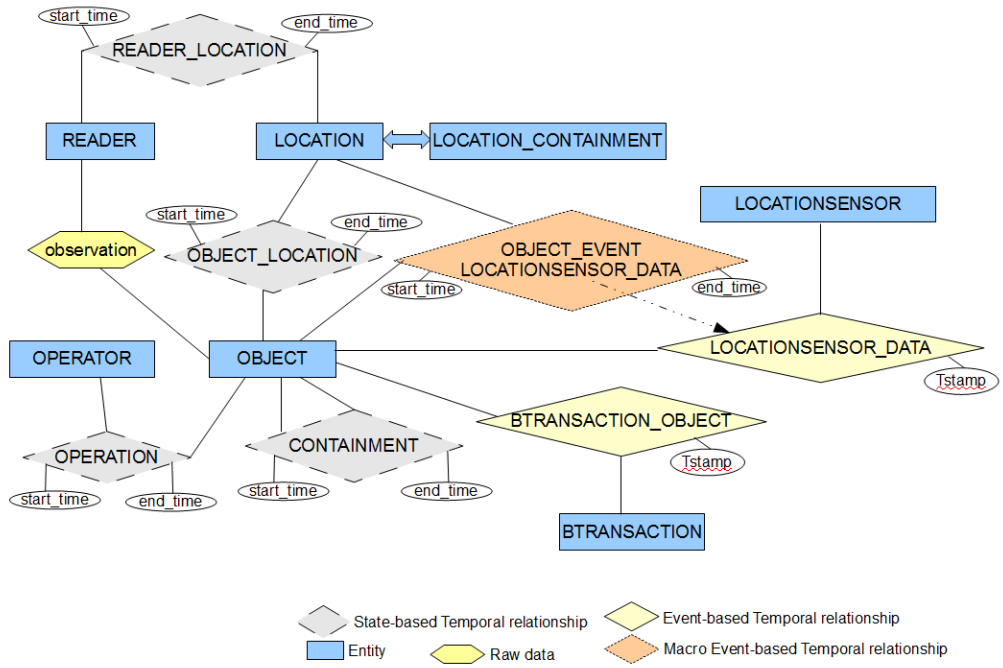 start_time
end_time
READER_LOCATION
READER
LOCATION
LOCATION_CONTAINMENT
LOCATIONSENSOR
start_time
end_time
observation
OBJECT_LOCATION
OBJECT_EVENT
LOCATIONSENSOR_DATA
start_time
end_time
OPERATOR
OBJECT
LOCATIONSENSOR_DATA
Tstamp
BTRANSACTION_OBJECT
Tstamp
OPERATION
start_time
end_time
CONTAINMENT
start_time
end_time
BTRANSACTION
State-based Temporal relationship
Event-based Temporal relationship
Entity
Raw data
Macro Event-based Temporal relationship